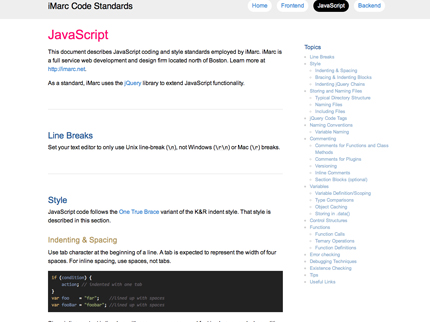 iMarc Code Standards
Home
Frontend
JavaScript
Backend
JavaScript
This document describes JavaScript coding and style standards employed by iMarc. iMarc is
a full service web development and design firm located north of Boston. Learn more at
http://imarc.net.
As a standard, iMarc uses the jQuery library to extend JavaScript functionality.
Line Breaks
Set your text editor to only use Unix line-break (\n), not Windows (\r\n) or Mac (\r) breaks.
Style
JavaScript code follows the One True Brace variant of the K&R indent style. That style is
described in this section.
Indenting & Spacing
Use tab character at the beginning of a line. A tab is expected to represent the width of four
spaces. For inline spacing, use spaces, not tabs.
if (condition) {
action; // indented with one tab
}
var foo = "far"; //lined up with spaces
var fooBar = "foobar"; //lined up with spaces
Topics
Line Breaks
Style
Indenting & Spacing
Bracing & Indenting Blocks
Indenting jQuery Chains
Storing and Naming Files
Typical Directory Structure
Naming Files
Including Files
jQuery Code Tags
Naming Conventions
Variable Naming
Commenting
Comments for Functions and Class
Methods
Comments for Plugins
Versioning
Inline Comments
Section Blocks (optional)
Variables
Variable Definition/Scoping
Type Comparisons
Object Caching
Storing in .data()
Control Structures
Functions
Function Calls
Ternary Operations
Function Definitions
Error checking
Debugging Techniques
Existence Checking
Tips
Useful Links